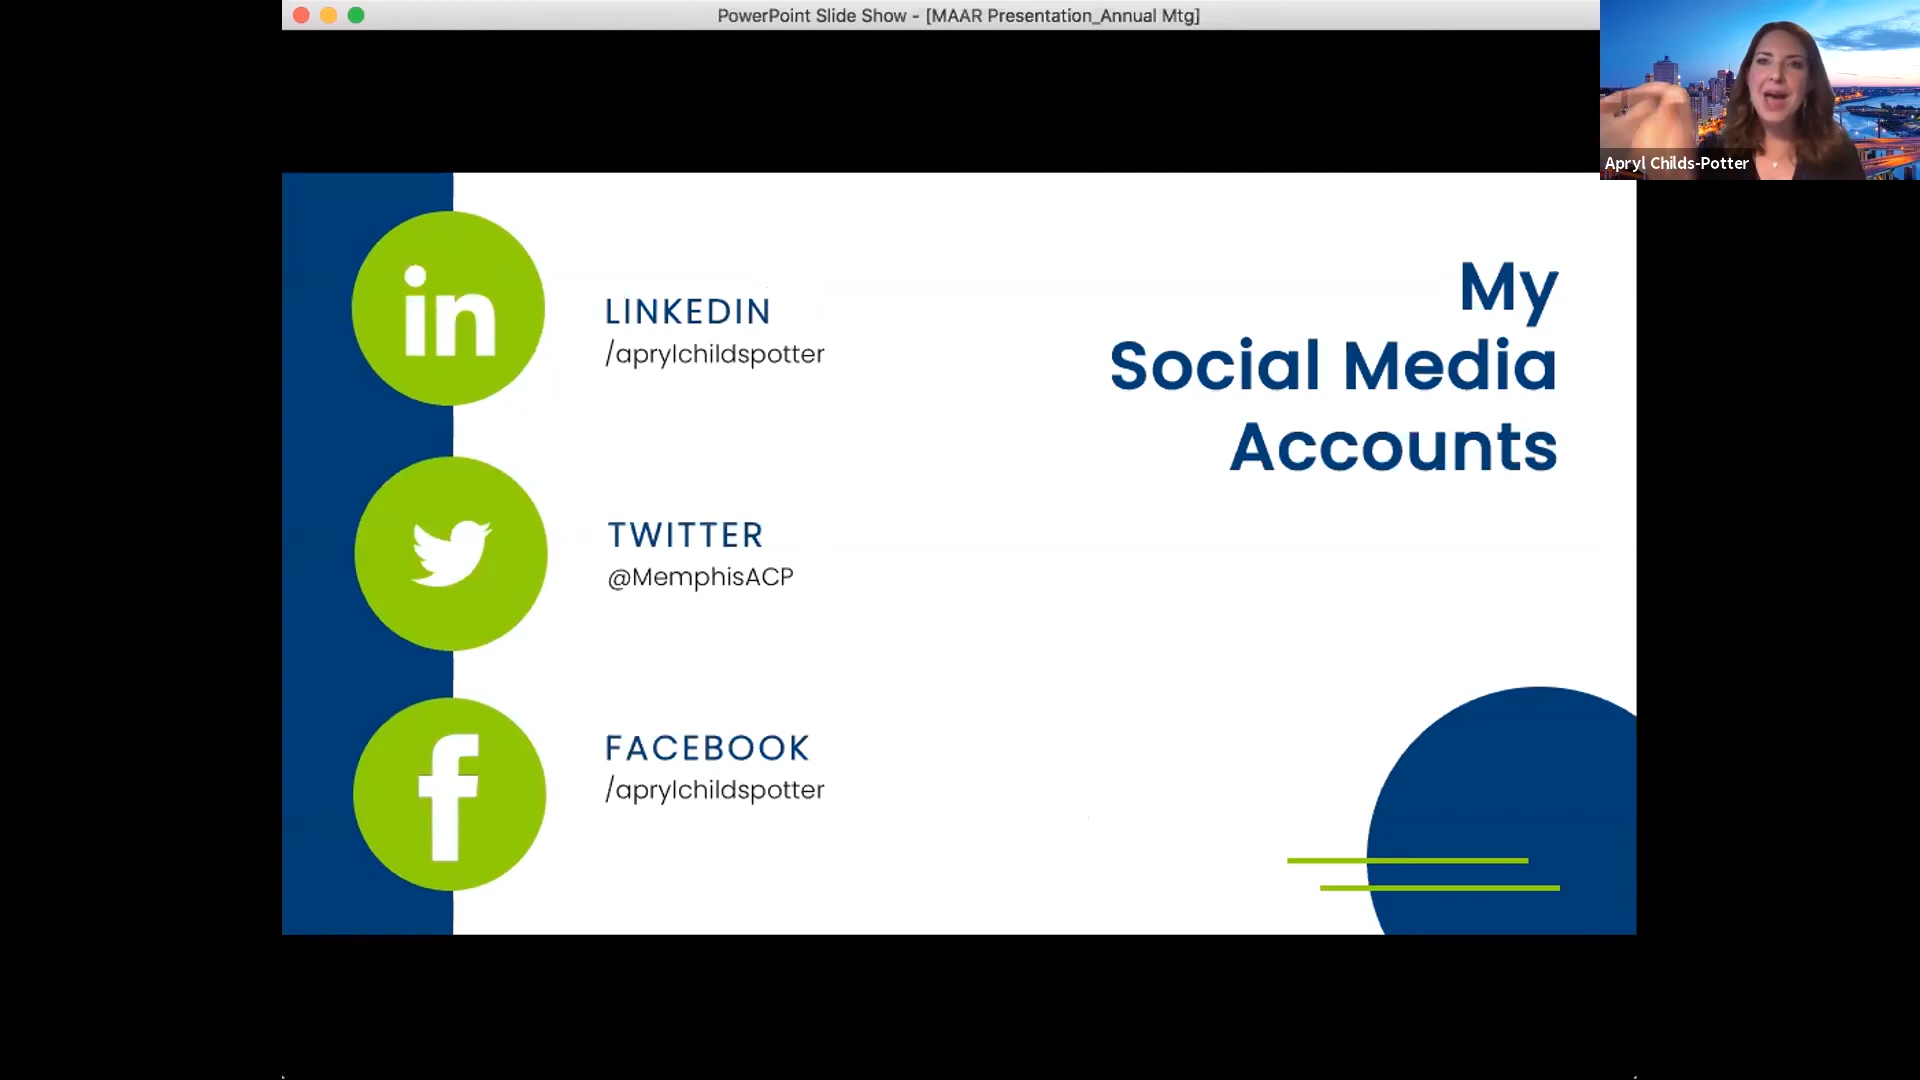 PowerPoint Slide Show - [MAAR Presentation_Annual Mtg]
Apryl Childs-Potter
My
Social Media
Accounts
in
LINKEDIN
/aprylchildspotter
TWITTER
@MemphisACP
f
FACEBOOK
/aprylchildspotter